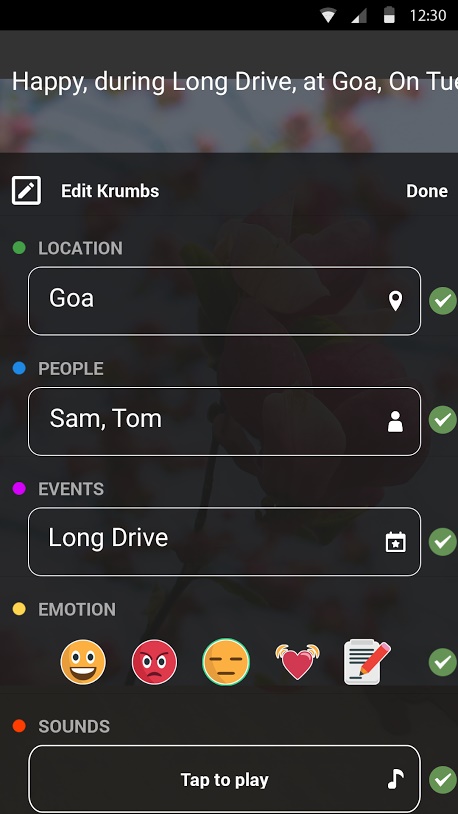 12:30
Happy, during Long Drive, at Goa, On Tue
Edit Krumbs
Done
LOCATION
Goa
PEOPLE
Sam, Tom
EVENTS
Long Drive
EMOTION
SOUNDS
Tap to play